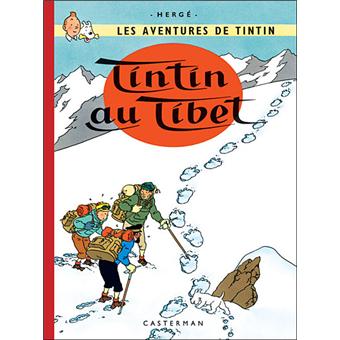 HERGÉ
LES AVENTURES DE TINTIN
Tintin
au Tibet
CASTERMAN